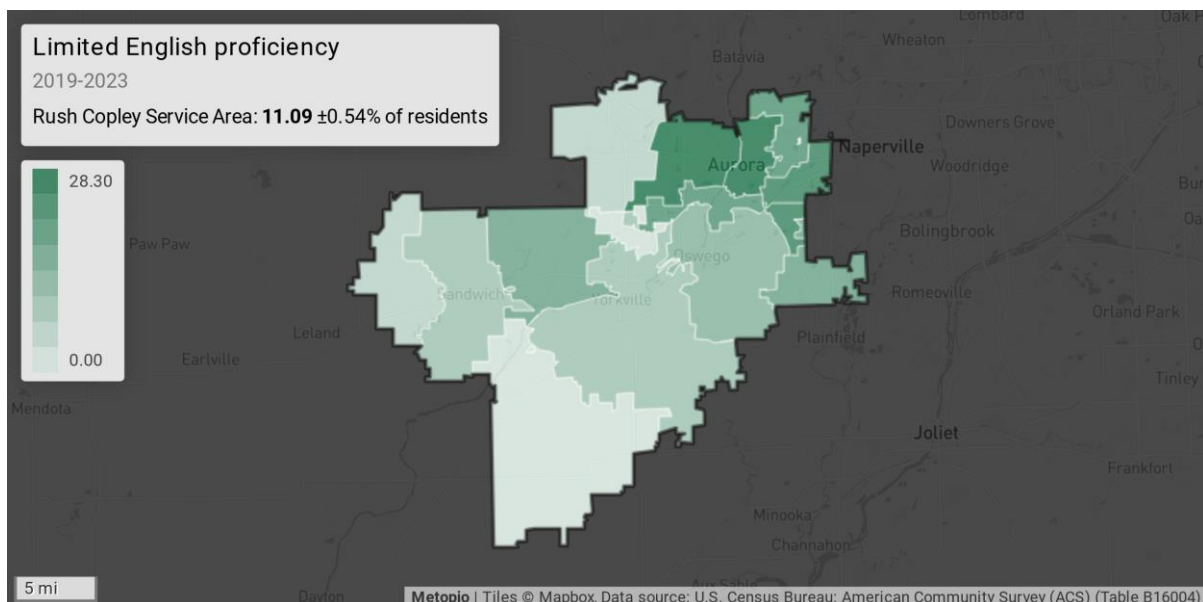 Limited English proficiency
2019-2023
Rush Copley Service Area: 11.09 ±0.54% of residents
28.30
0.00
Lombard
Oak P
Wheaton
Batavia
Downers Grove
Naperville
Aurora
Woodridge
Bolingbrook
Paw Paw
Oswego
Sandwich
Yorkville
Romeoville
Orland Park
Leland
Plainfield
Earlville
Tinley
Mendota
Joliet
Frankfort
Minooka
Channahon
Dayton
5 mi
Metopio | Tiles © Mapbox. Data source: U.S. Census Bureau: American Community Survey (ACS) (Table B16004)